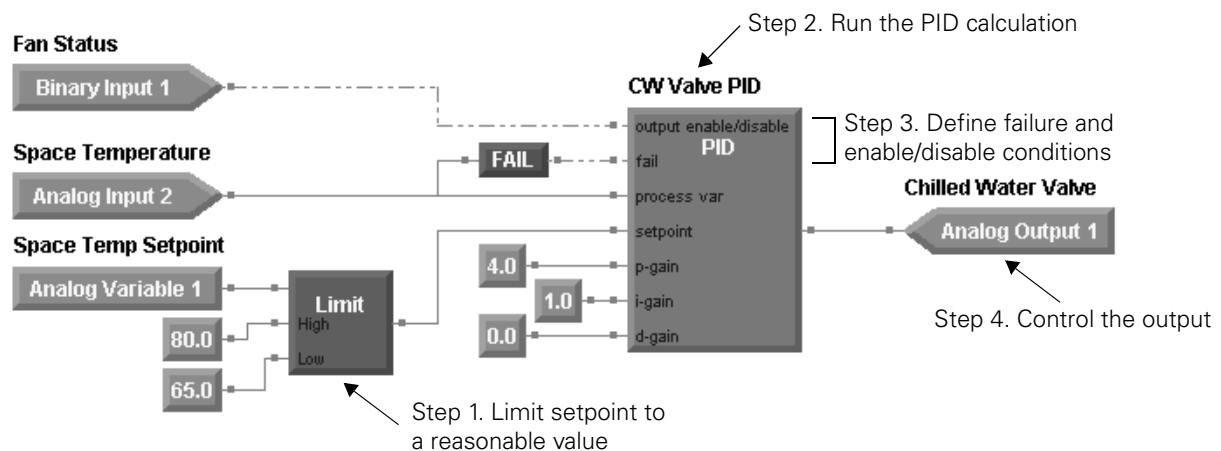 Step 2. Run the PID calculation
Fan Status
Binary Input 1
CW Valve PID
output enable/disable
PID
Step 3. Define failure and
enable/disable conditions
Space Temperature
FAIL
fail
Analog Input 2
process var
Chilled Water Valve
Analog Output 1
Space Temp Setpoint
setpoint
Analog Variable 1
Limit
4.0
p-gain
High
1.0
i-gain
80.0
0.0
d-gain
Low
65.0
Step 4. Control the output
Step 1. Limit setpoint to
a reasonable value